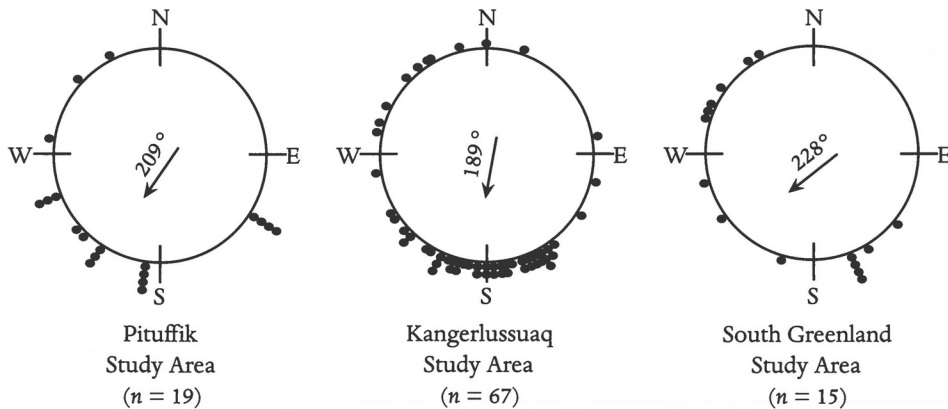 N
N
N
W
209°
E
W
189°
E
W
228°
E
S
S
S
Pituffik
Study Area
(n = 19)
Kangerlussuaq
Study Area
(n = 67)
South Greenland
Study Area
(n = 15)